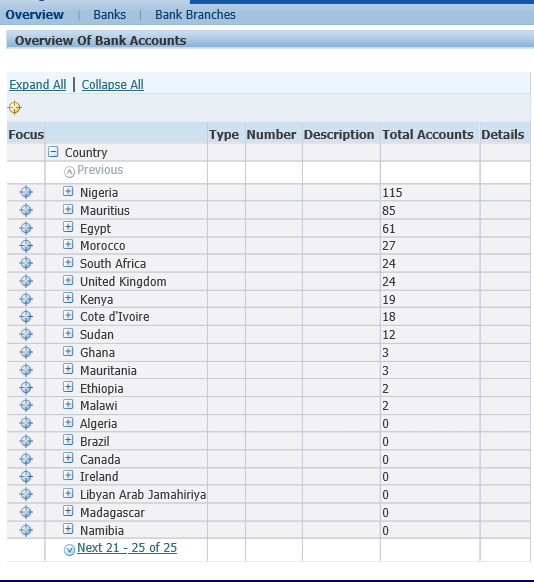 Overview | Banks | Bank Branches
Overview Of Bank Accounts
Expand All | Collapse All
Focus Type Number Description Total Accounts Details
Country
Previous
Nigeria 115
Mauritius 85
Egypt 61
Morocco 27
South Africa 24
United Kingdom 24
Kenya 19
Cote d'Ivoire 18
Sudan 12
Ghana 3
Mauritania 3
Ethiopia 2
Malawi 2
Algeria 0
Brazil 0
Canada 0
Ireland 0
Libyan Arab Jamahiriya 0
Madagascar 0
Namibia 0
Next 21 - 25 of 25